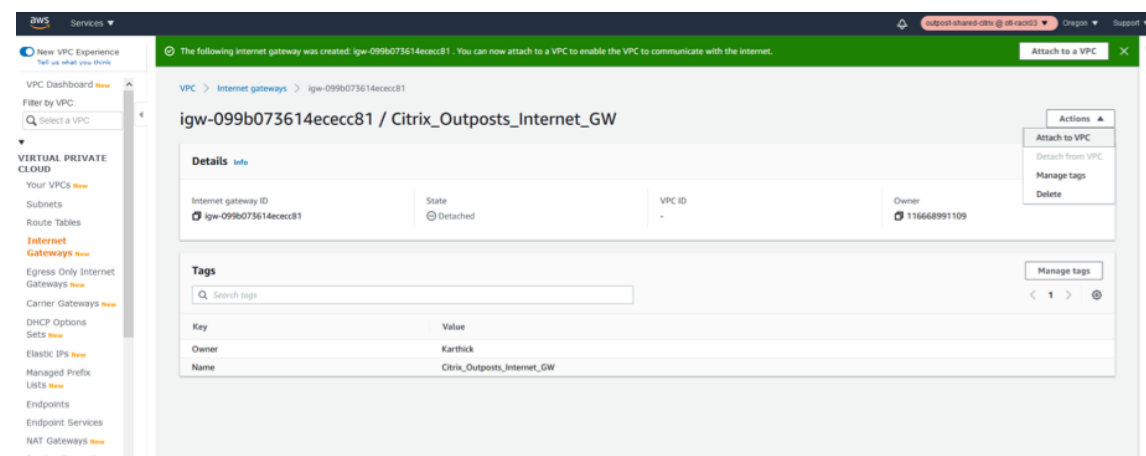 aws Services ▼ outpost-shared-citrix @ otl-rack03 ▼ Oregon ▼ Support
New VPC Experience
Tell us what you think
The following internet gateway was created: igw-099b073614ececc81 . You can now attach to a VPC to enable the VPC to communicate with the internet. Attach to a VPC
VPC Dashboard New
Filter by VPC:
Select a VPC
VIRTUAL PRIVATE
CLOUD
Your VPCs New
Subnets
Route Tables
Internet
Gateways New
Egress Only Internet
Gateways New
Carrier Gateways New
DHCP Options
Sets New
Elastic IPs New
Managed Prefix
Lists New
Endpoints
Endpoint Services
NAT Gateways New
VPC > Internet gateways > igw-099b073614ececc81
igw-099b073614ececc81 / Citrix_Outposts_Internet_GW
Actions ▲
Attach to VPC
Detach from VPC
Manage tags
Delete
Details Info
Internet gateway ID State VPC ID Owner
igw-099b073614ececc81 Detached - 116668991109
Tags Manage tags
Search tags < 1 >
Key Value
Owner Karthick
Name Citrix_Outposts_Internet_GW